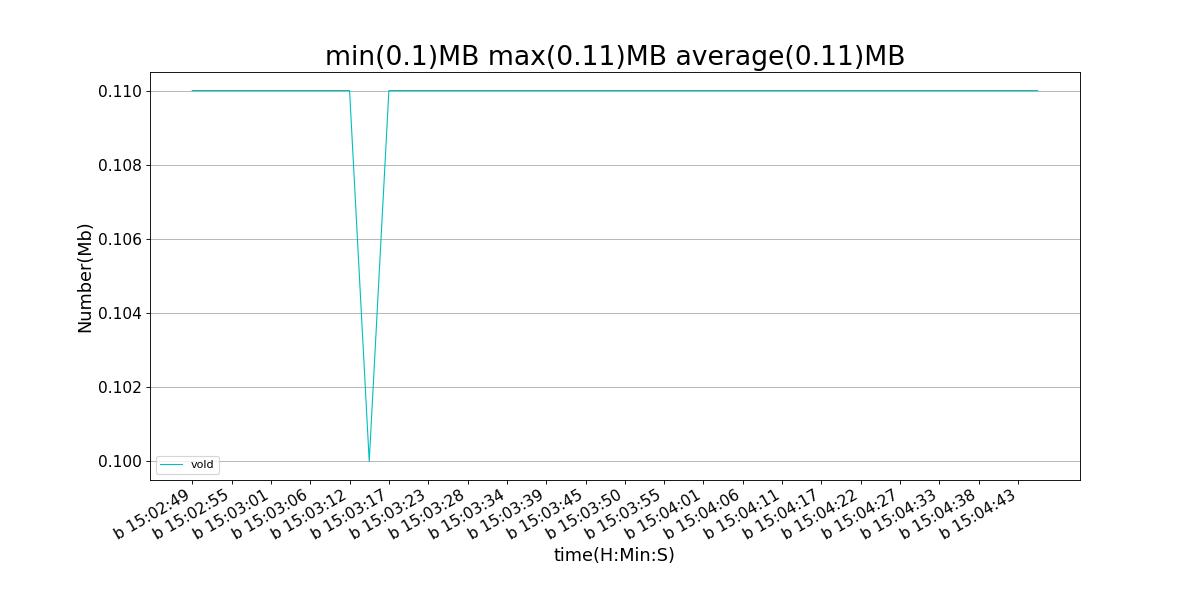 min(0.1)MB max(0.11)MB average(0.11)MB
0.110
0.108
0.106
0.104
0.102
0.100
Number(Mb)
vold
b 15:02:49
b 15:02:55
b 15:03:01
b 15:03:06
b 15:03:12
b 15:03:17
b 15:03:23
b 15:03:28
b 15:03:34
b 15:03:39
b 15:03:45
b 15:03:50
b 15:03:55
b 15:04:01
b 15:04:06
b 15:04:11
b 15:04:17
b 15:04:22
b 15:04:27
b 15:04:33
b 15:04:38
b 15:04:43
time(H:Min:S)